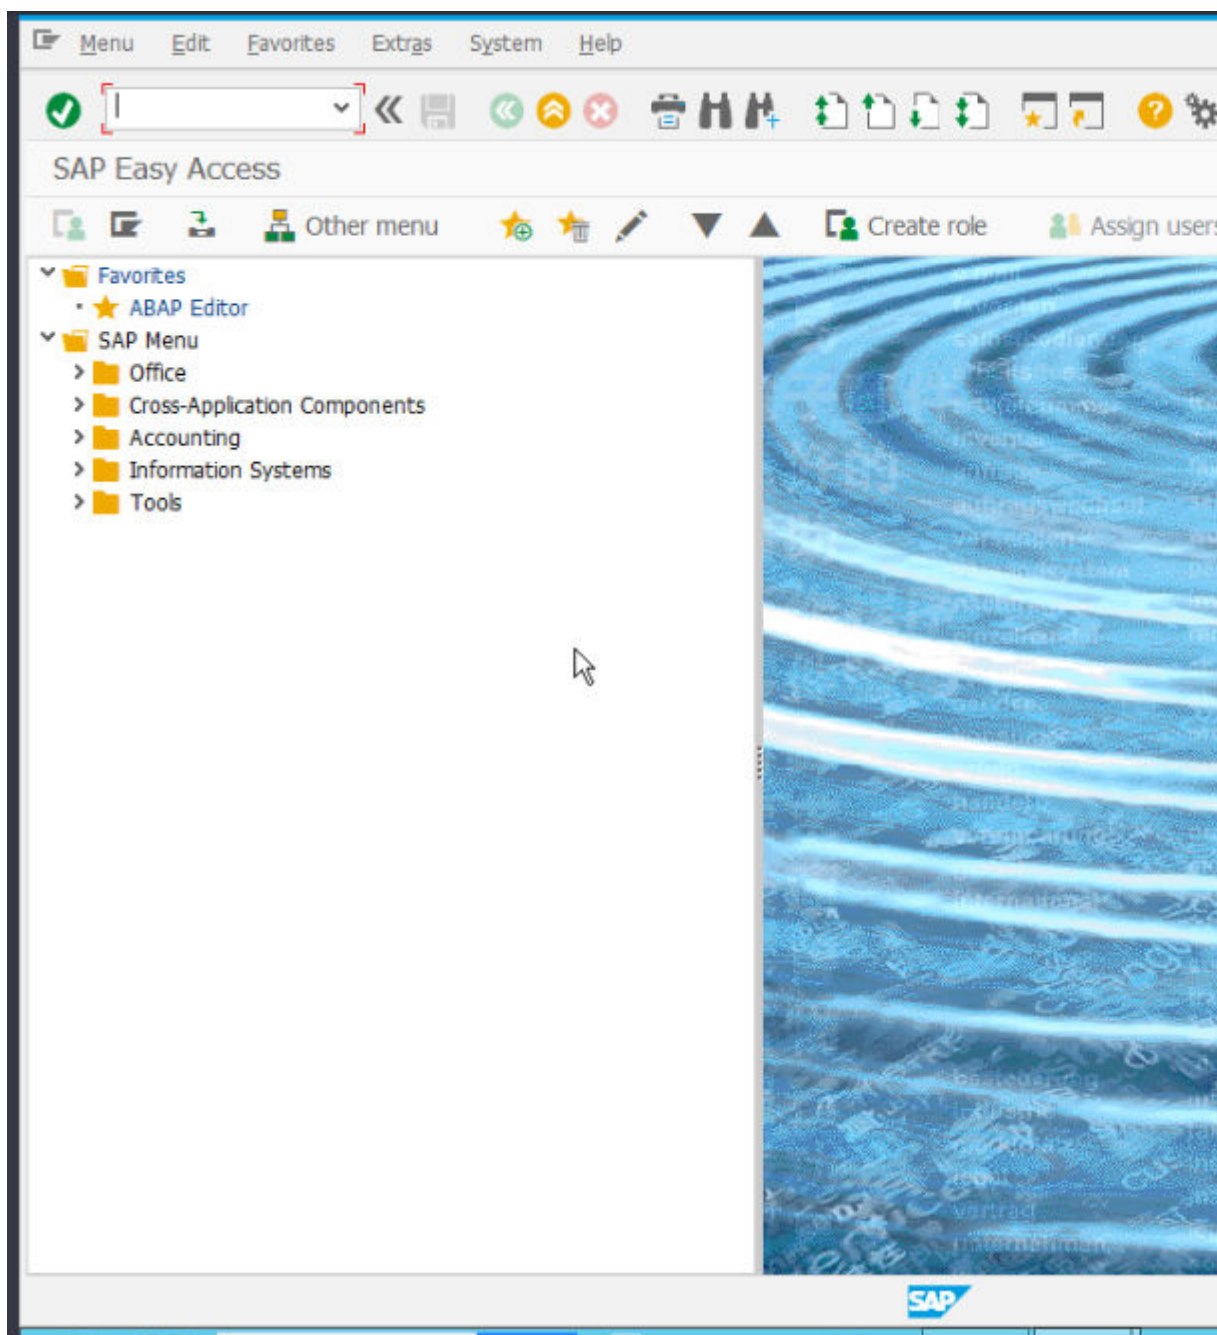 Menu Edit Favorites Extras System Help
SAP Easy Access
Other menu Create role Assign users
Favorites
ABAP Editor
SAP Menu
Office
Cross-Application Components
Accounting
Information Systems
Tools
vertrag
SAP